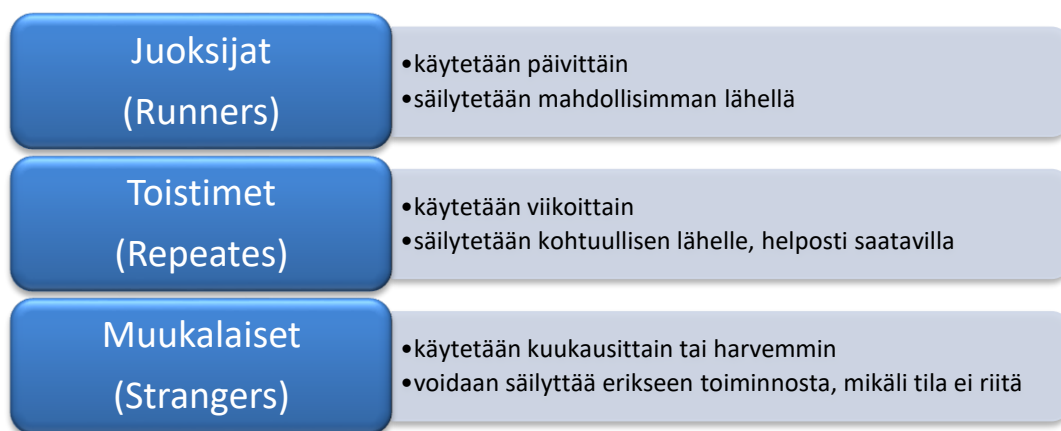 Juoksijat
(Runners)
•käytetään päivittäin
•säilytetään mahdollisimman lähellä
Toistimet
(Repeates)
•käytetään viikoittain
•säilytetään kohtuullisen lähelle, helposti saatavilla
Muukalaiset
(Strangers)
•käytetään kuukausittain tai harvemmin
•voidaan säilyttää erikseen toiminnosta, mikäli tila ei riitä